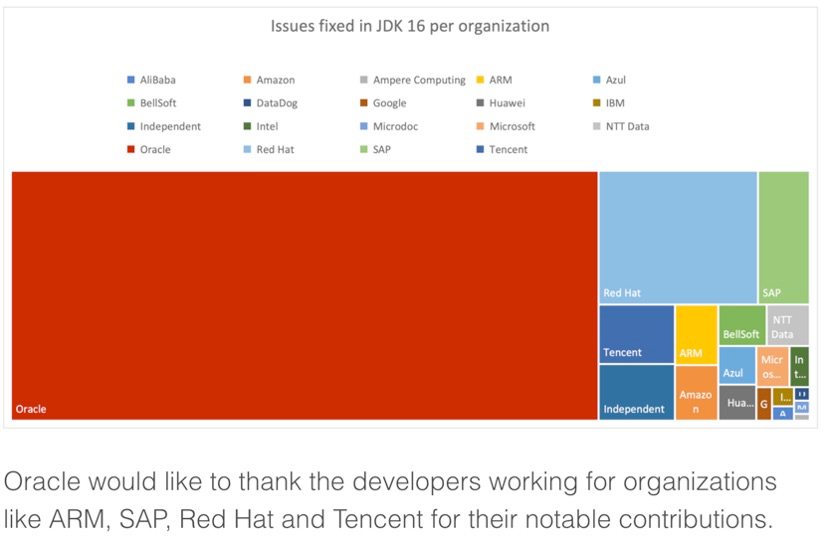 Issues fixed in JDK 16 per organization
AliBaba Amazon Ampere Computing ARM Azul
BellSoft DataDog Google Huawei IBM
Independent Intel Microdoc Microsoft NTT Data
Oracle Red Hat SAP Tencent
Oracle
Red Hat
SAP
Tencent
Independent
ARM
Amazo
n
BellSoft
NTT
Data
Azul
Micr
os...
In
t...
Hua...
G
I...
A
Oracle would like to thank the developers working for organizations
like ARM, SAP, Red Hat and Tencent for their notable contributions.